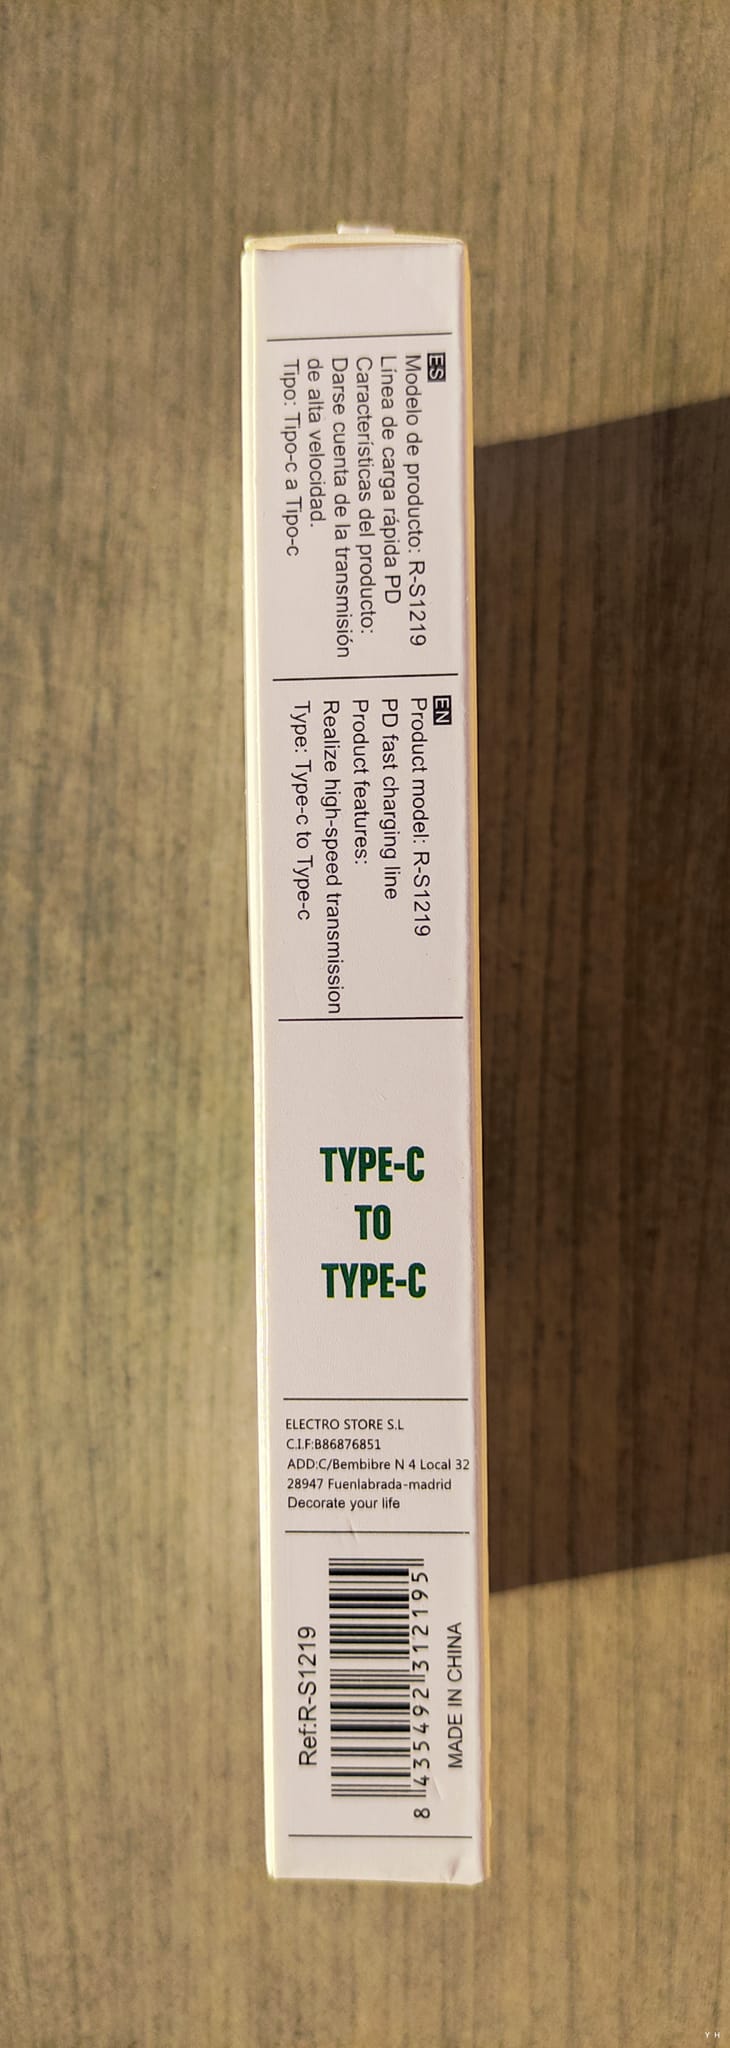 ES
Modelo de producto: R-S1219
Línea de carga rápida PD
Características del producto:
Darse cuenta de la transmisión
de alta velocidad.
Tipo: Tipo-c a Tipo-c
EN
Product model: R-S1219
PD fast charging line
Product features:
Realize high-speed transmission
Type: Type-c to Type-c
TYPE-C
TO
TYPE-C
ELECTRO STORE S.L
C.I.F:B86876851
ADD:C/Bembibre N 4 Local 32
28947 Fuenlabrada-madrid
Decorate your life
Ref:R-S1219
8 435492 312195
MADE IN CHINA
Y H